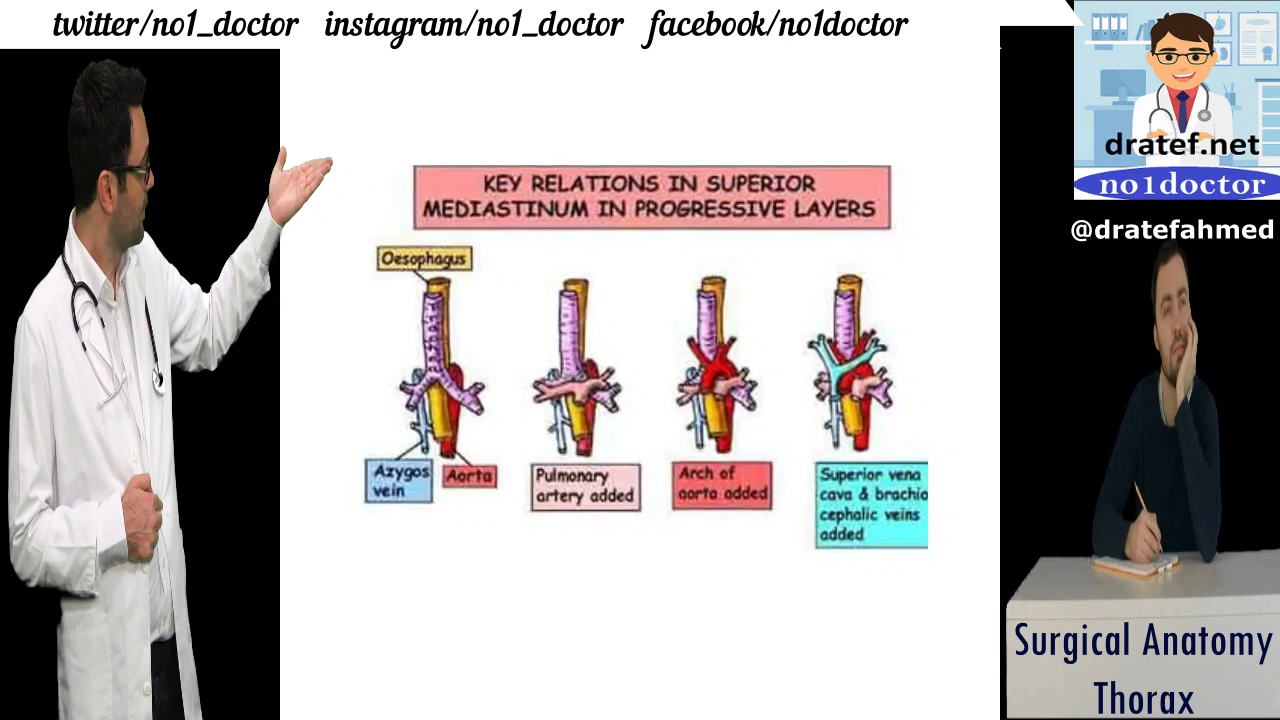 twitter/no1_doctor instagram/no1_doctor facebook/no1doctor
dratef.net
no1doctor
@dratefahmed
KEY RELATIONS IN SUPERIOR
MEDIASTINUM IN PROGRESSIVE LAYERS
Oesophagus
Azygos
vein
Aorta
Pulmonary
artery added
Arch of
aorta added
Superior vena
cava & brachio
cephalic veins
added
Surgical Anatomy
Thorax